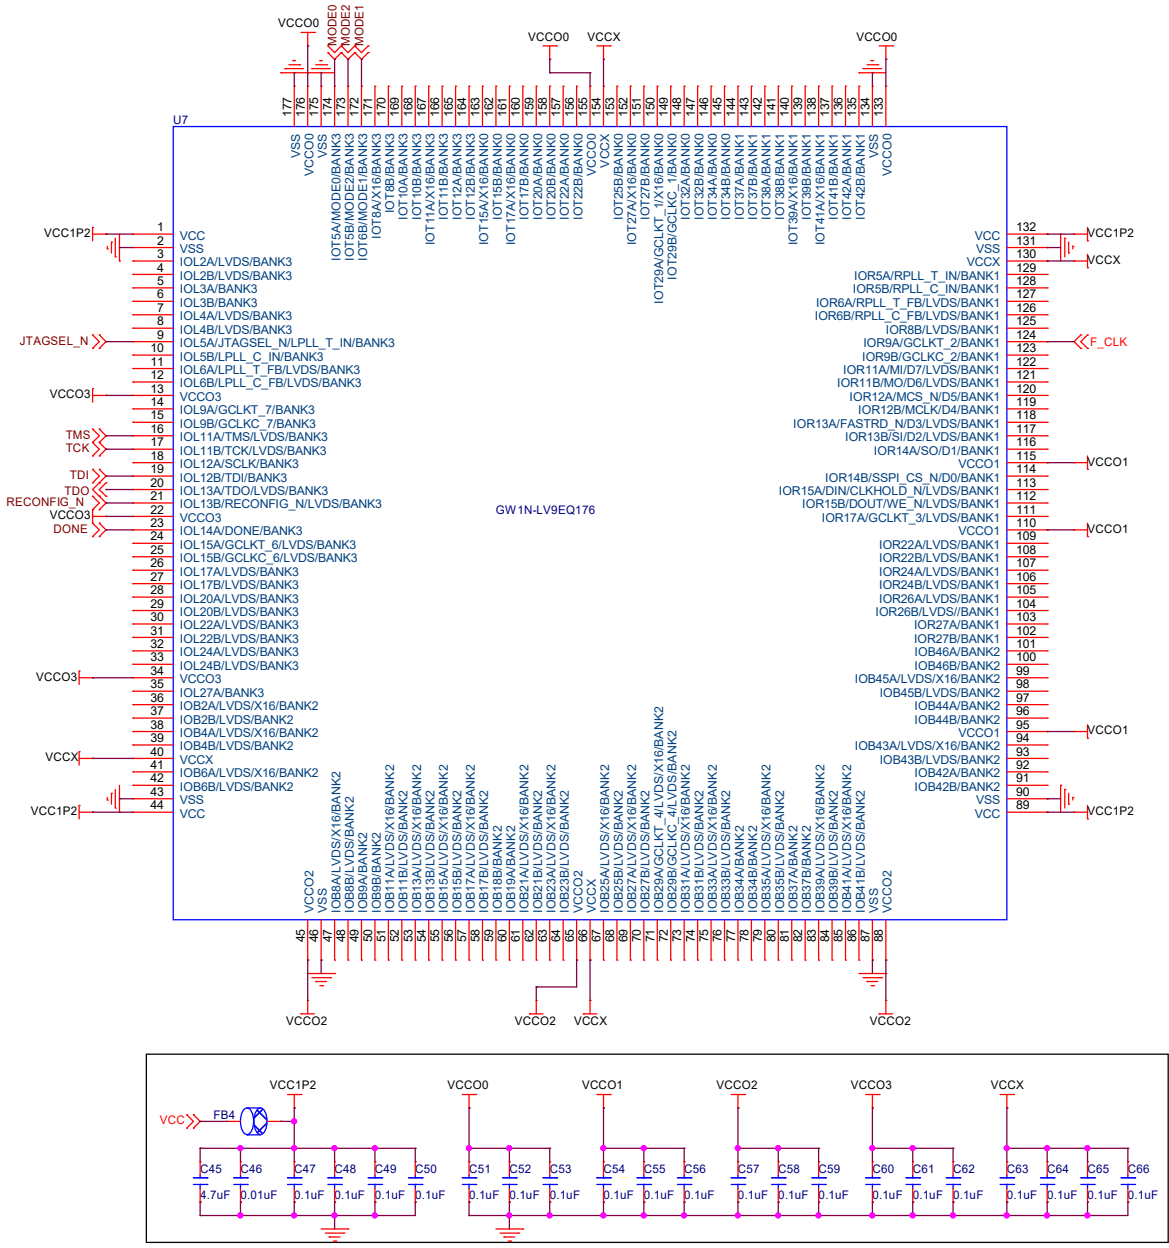 VCCO0
MODE0
MODE2
MODE1
VCCO0
VCCX
VCCO0
177
176
175
174
173
172
171
170
169
168
167
166
165
164
163
162
161
160
159
158
157
156
155
154
153
152
151
150
149
148
147
146
145
144
143
142
141
140
139
138
137
136
135
134
133
U7
VSS
VCCO0
VSS
IOT5A/MODE0/BANK3
IOT5B/MODE2/BANK3
IOT6B/MODE1/BANK3
IOT8A/X16/BANK3
IOT8B/BANK3
IOT10A/BANK3
IOT10B/BANK3
IOT11A/X16/BANK3
IOT11B/BANK3
IOT12A/BANK3
IOT12B/BANK3
IOT15A/X16/BANK0
IOT15B/BANK0
IOT17A/X16/BANK0
IOT17B/BANK0
IOT20A/BANK0
IOT20B/BANK0
IOT22A/BANK0
IOT22B/BANK0
VCCO0
VCCX
IOT25B/BANK0
IOT27A/X16/BANK0
IOT27B/BANK0
IOT29A/GCLKT_1/X16/BANK0
IOT29B/GCLKC_1/BANK0
IOT32A/BANK0
IOT32B/BANK0
IOT34A/BANK0
IOT34B/BANK0
IOT37A/BANK1
IOT37B/BANK1
IOT38A/BANK1
IOT38B/BANK1
IOT39A/X16/BANK1
IOT39B/BANK1
IOT41A/X16/BANK1
IOT41B/BANK1
IOT42A/BANK1
IOT42B/BANK1
VSS
VCCO0
VCC1P2 1 VCC
2 VSS
3 IOL2A/LVDS/BANK3
4 IOL2B/LVDS/BANK3
5 IOL3A/BANK3
6 IOL3B/BANK3
7 IOL4A/LVDS/BANK3
8 IOL4B/LVDS/BANK3
JTAGSEL_N 9 IOL5A/JTAGSEL_N/LPLL_T_IN/BANK3
10 IOL5B/LPLL_C_IN/BANK3
11 IOL6A/LPLL_T_FB/LVDS/BANK3
12 IOL6B/LPLL_C_FB/LVDS/BANK3
VCCO3 13 VCCO3
14 IOL9A/GCLKT_7/BANK3
15 IOL9B/GCLKC_7/BANK3
TMS 16 IOL11A/TMS/LVDS/BANK3
TCK 17 IOL11B/TCK/LVDS/BANK3
18 IOL12A/SCLK/BANK3
TDI 19 IOL12B/TDI/BANK3
TDO 20 IOL13A/TDO/LVDS/BANK3
RECONFIG_N 21 IOL13B/RECONFIG_N/LVDS/BANK3
VCCO3 22 VCCO3
DONE 23 IOL14A/DONE/BANK3
24 IOL15A/GCLKT_6/LVDS/BANK3
25 IOL15B/GCLKC_6/LVDS/BANK3
26 IOL17A/LVDS/BANK3
27 IOL17B/LVDS/BANK3
28 IOL20A/LVDS/BANK3
29 IOL20B/LVDS/BANK3
30 IOL22A/LVDS/BANK3
31 IOL22B/LVDS/BANK3
32 IOL24A/LVDS/BANK3
33 IOL24B/LVDS/BANK3
VCCO3 34 VCCO3
35 IOL27A/BANK3
36 IOB2A/LVDS/X16/BANK2
37 IOB2B/LVDS/BANK2
38 IOB4A/LVDS/X16/BANK2
39 IOB4B/LVDS/BANK2
VCCX 40 VCCX
41 IOB6A/LVDS/X16/BANK2
42 IOB6B/LVDS/BANK2
43 VSS
VCC1P2 44 VCC
GW1N-LV9EQ176
VCC 132 VCC1P2
VSS 131
VCCX 130 VCCX
IOR5A/RPLL_T_IN/BANK1 129
IOR5B/RPLL_C_IN/BANK1 128
IOR6A/RPLL_T_FB/LVDS/BANK1 127
IOR6B/RPLL_C_FB/LVDS/BANK1 126
IOR8B/LVDS/BANK1 125
IOR9A/GCLKT_2/BANK1 124 F_CLK
IOR9B/GCLKC_2/BANK1 123
IOR11A/MI/D7/LVDS/BANK1 122
IOR11B/MO/D6/LVDS/BANK1 121
IOR12A/MCS_N/D5/BANK1 120
IOR12B/MCLK/D4/BANK1 119
IOR13A/FASTRD_N/D3/LVDS/BANK1 118
IOR13B/SI/D2/LVDS/BANK1 117
IOR14A/SO/D1/BANK1 116
VCCO1 115 VCCO1
IOR14B/SSPI_CS_N/D0/BANK1 114
IOR15A/DIN/CLKHOLD_N/LVDS/BANK1 113
IOR15B/DOUT/WE_N/LVDS/BANK1 112
IOR17A/GCLKT_3/LVDS/BANK1 111
VCCO1 110 VCCO1
IOR22A/LVDS/BANK1 109
IOR22B/LVDS/BANK1 108
IOR24A/LVDS/BANK1 107
IOR24B/LVDS/BANK1 106
IOR26A/LVDS/BANK1 105
IOR26B/LVDS//BANK1 104
IOR27A/BANK1 103
IOR27B/BANK1 102
IOB46A/BANK2 101
IOB46B/BANK2 100
IOB45A/LVDS/X16/BANK2 99
IOB45B/LVDS/BANK2 98
IOB44A/BANK2 97
IOB44B/BANK2 96
VCCO1 95 VCCO1
IOB43A/LVDS/X16/BANK2 94
IOB43B/LVDS/BANK2 93
IOB42A/BANK2 92
IOB42B/BANK2 91
VSS 90
VCC 89 VCC1P2
VCCO2
VSS
IOB8A/LVDS/X16/BANK2
IOB8B/LVDS/BANK2
IOB9A/BANK2
IOB9B/BANK2
IOB11A/LVDS/X16/BANK2
IOB11B/LVDS/BANK2
IOB13A/LVDS/X16/BANK2
IOB13B/LVDS/BANK2
IOB15A/LVDS/X16/BANK2
IOB15B/LVDS/BANK2
IOB17A/LVDS/X16/BANK2
IOB17B/LVDS/BANK2
IOB18B/BANK2
IOB19A/BANK2
IOB21A/LVDS/X16/BANK2
IOB21B/LVDS/BANK2
IOB23A/LVDS/X16/BANK2
IOB23B/LVDS/BANK2
VCCO2
VCCX
IOB25A/LVDS/X16/BANK2
IOB25B/LVDS/BANK2
IOB27A/LVDS/X16/BANK2
IOB27B/LVDS/BANK2
IOB29A/GCLKT_4/LVDS/X16/BANK2
IOB29B/GCLKC_4/LVDS/BANK2
IOB31A/LVDS/X16/BANK2
IOB31B/LVDS/BANK2
IOB33A/LVDS/X16/BANK2
IOB33B/LVDS/BANK2
IOB34A/BANK2
IOB34B/BANK2
IOB35A/LVDS/X16/BANK2
IOB35B/LVDS/BANK2
IOB37A/BANK2
IOB37B/BANK2
IOB39A/LVDS/X16/BANK2
IOB39B/LVDS/BANK2
IOB41A/LVDS/X16/BANK2
IOB41B/LVDS/BANK2
VSS
VCCO2
45
46
47
48
49
50
51
52
53
54
55
56
57
58
59
60
61
62
63
64
65
66
67
68
69
70
71
72
73
74
75
76
77
78
79
80
81
82
83
84
85
86
87
88
VCCO2
VCCO2
VCCX
VCCO2
VCC1P2 VCCO0 VCCO1 VCCO2 VCCO3 VCCX
VCC FB4
C45 C46 C47 C48 C49 C50 C51 C52 C53 C54 C55 C56 C57 C58 C59 C60 C61 C62 C63 C64 C65 C66
4.7uF 0.01uF 0.1uF 0.1uF 0.1uF 0.1uF 0.1uF 0.1uF 0.1uF 0.1uF 0.1uF 0.1uF 0.1uF 0.1uF 0.1uF 0.1uF 0.1uF 0.1uF 0.1uF 0.1uF 0.1uF 0.1uF